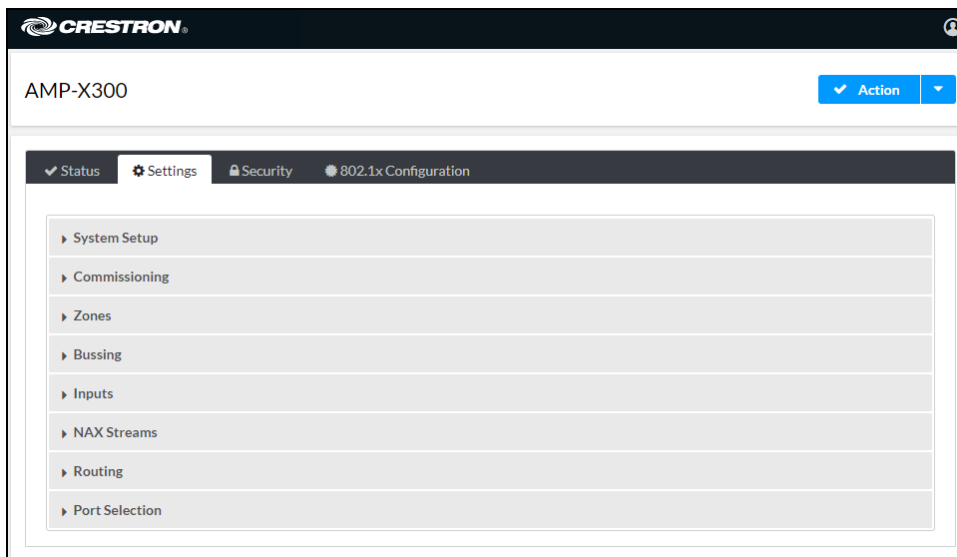 CRESTRON®
AMP-X300
Action
Status Settings Security 802.1x Configuration
System Setup
Commissioning
Zones
Bussing
Inputs
NAX Streams
Routing
Port Selection